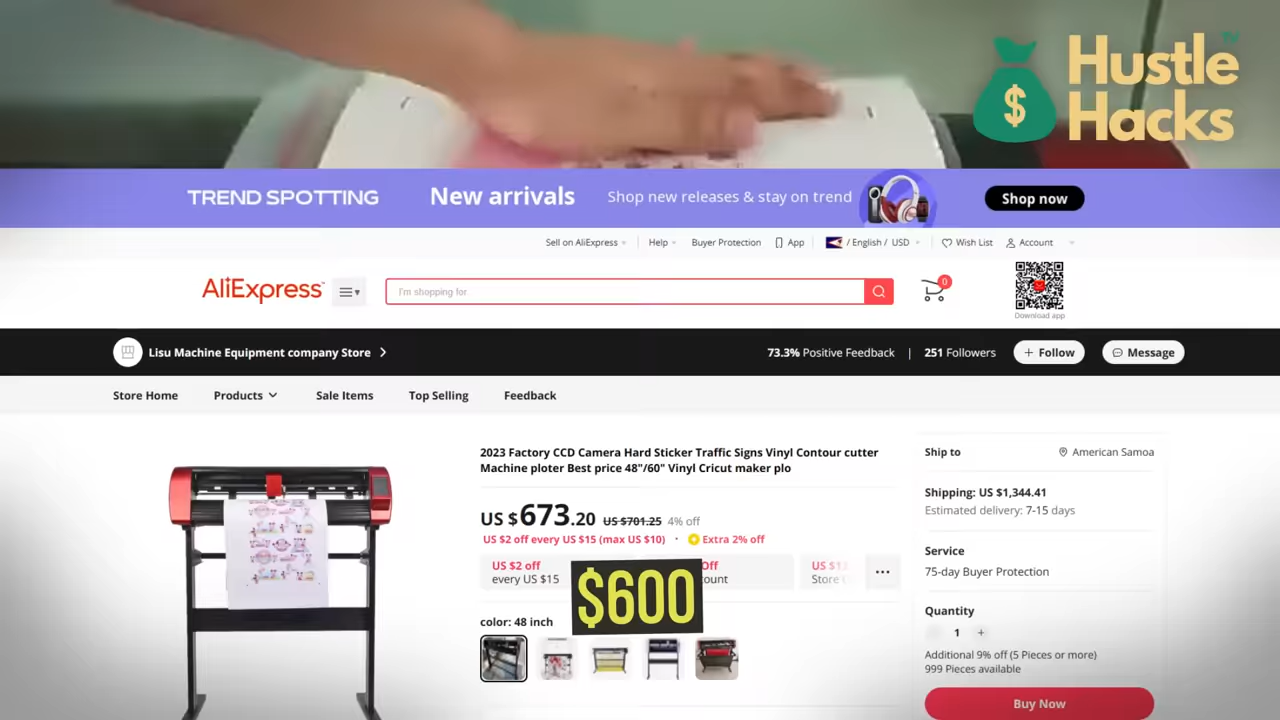 Hustle TV
Hacks
$
TREND SPOTTING
New arrivals
Shop new releases & stay on trend
Shop now
Sell on AliExpress
Help
Buyer Protection
App
/ English / USD
Wish List
Account
AliExpress
I'm shopping for
0
Download app
Lisu Machine Equipment company Store
73.3% Positive Feedback | 251 Followers
+ Follow
Message
Store Home
Products
Sale Items
Top Selling
Feedback
2023 Factory CCD Camera Hard Sticker Traffic Signs Vinyl Contour cutter
Machine ploter Best price 48"/60" Vinyl Cricut maker plo
US $673.20 US $701.25 4% off
US $2 off every US $15 (max US $10) · Extra 2% off
US $2 off
every US $15
Off
count
US $1
Store
...
$600
color: 48 inch
Ship to
American Samoa
Shipping: US $1,344.41
Estimated delivery: 7-15 days
Service
75-day Buyer Protection
Quantity
1 +
Additional 9% off (5 Pieces or more)
999 Pieces available
Buy Now